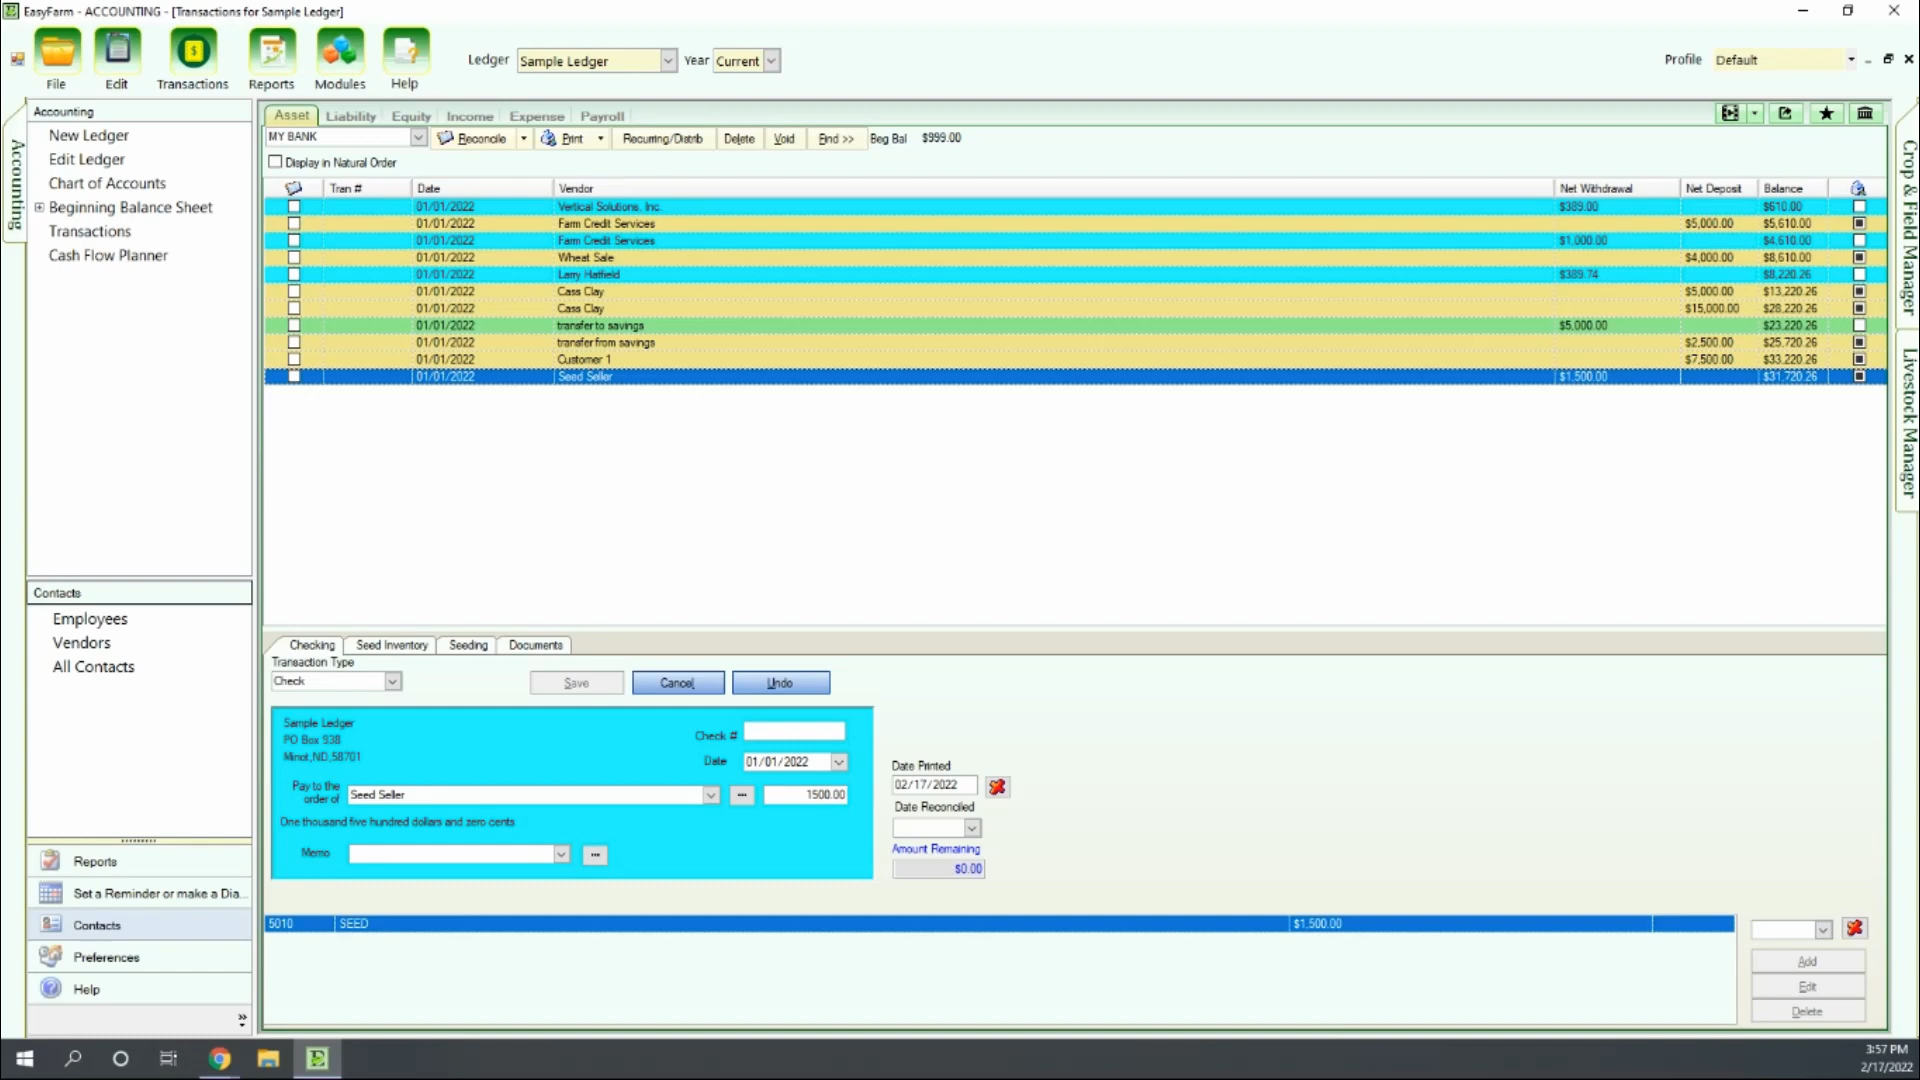 EasyFarm - ACCOUNTING - [Transactions for Sample Ledger]
File Edit Transactions Reports Modules Help
Ledger Sample Ledger Year Current
Profile Default
Accounting
New Ledger
Edit Ledger
Chart of Accounts
Beginning Balance Sheet
Transactions
Cash Flow Planner
Accounting
Asset Liability Equity Income Expense Payroll
MY BANK Reconcile Print Recurring/Distrib Delete Void Find >> Beg Bal $999.00
Display in Natural Order
Tran # Date Vendor Net Withdrawal Net Deposit Balance
01/01/2022 Vertical Solutions, Inc. $389.00 $610.00
01/01/2022 Farm Credit Services $5,000.00 $5,610.00
01/01/2022 Farm Credit Services $1,000.00 $4,610.00
01/01/2022 Wheat Sale $4,000.00 $8,610.00
01/01/2022 Larry Hatfield $389.74 $8,220.26
01/01/2022 Cass Clay $5,000.00 $13,220.26
01/01/2022 Cass Clay $15,000.00 $28,220.26
01/01/2022 transfer to savings $5,000.00 $23,220.26
01/01/2022 transfer from savings $2,500.00 $25,720.26
01/01/2022 Customer 1 $7,500.00 $33,220.26
01/01/2022 Seed Seller $1,500.00 $31,720.26
Crop & Field Manager
Livestock Manager
Contacts
Employees
Vendors
All Contacts
Reports
Set a Reminder or make a Dia...
Contacts
Preferences
Help
Checking Seed Inventory Seeding Documents
Transaction Type
Check Save Cancel Undo
Sample Ledger
PO Box 938
Minot,ND,58701
Check #
Date 01/01/2022
Pay to the
order of Seed Seller 1500.00
One thousand five hundred dollars and zero cents
Memo
Date Printed
02/17/2022
Date Reconciled
Amount Remaining
$0.00
5010 SEED $1,500.00
Add
Edit
Delete
3:57 PM
2/17/2022